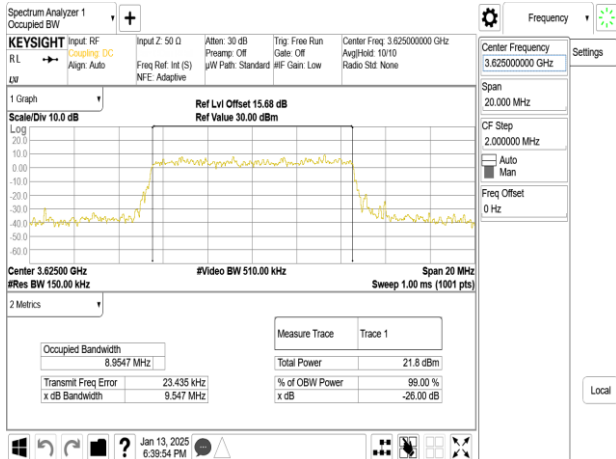 Spectrum Analyzer 1
Occupied BW
KEYSIGHT
RL
Input: RF
Coupling: DC
Align: Auto
Input Z: 50 Ω
Freq Ref: Int (S)
NFE: Adaptive
Atten: 30 dB
Preamp: Off
µW Path: Standard
Trig: Free Run
Gate: Off
#IF Gain: Low
Center Freq: 3.625000000 GHz
Avg|Hold: 10/10
Radio Std: None
1 Graph
Scale/Div 10.0 dB
Ref Lvl Offset 15.68 dB
Ref Value 30.00 dBm
Log
20.0
10.0
0.00
-10.0
-20.0
-30.0
-40.0
-50.0
-60.0
Center 3.62500 GHz
#Res BW 150.00 kHz
#Video BW 510.00 kHz
Span 20 MHz
Sweep 1.00 ms (1001 pts)
2 Metrics
Occupied Bandwidth
8.9547 MHz
Transmit Freq Error 23.435 kHz
x dB Bandwidth 9.547 MHz
Measure Trace Trace 1
Total Power 21.8 dBm
% of OBW Power 99.00 %
x dB -26.00 dB
Jan 13, 2025
6:39:54 PM
Frequency
Center Frequency
3.625000000 GHz
Span
20.000 MHz
CF Step
2.000000 MHz
Auto
Man
Freq Offset
0 Hz
Settings
Local